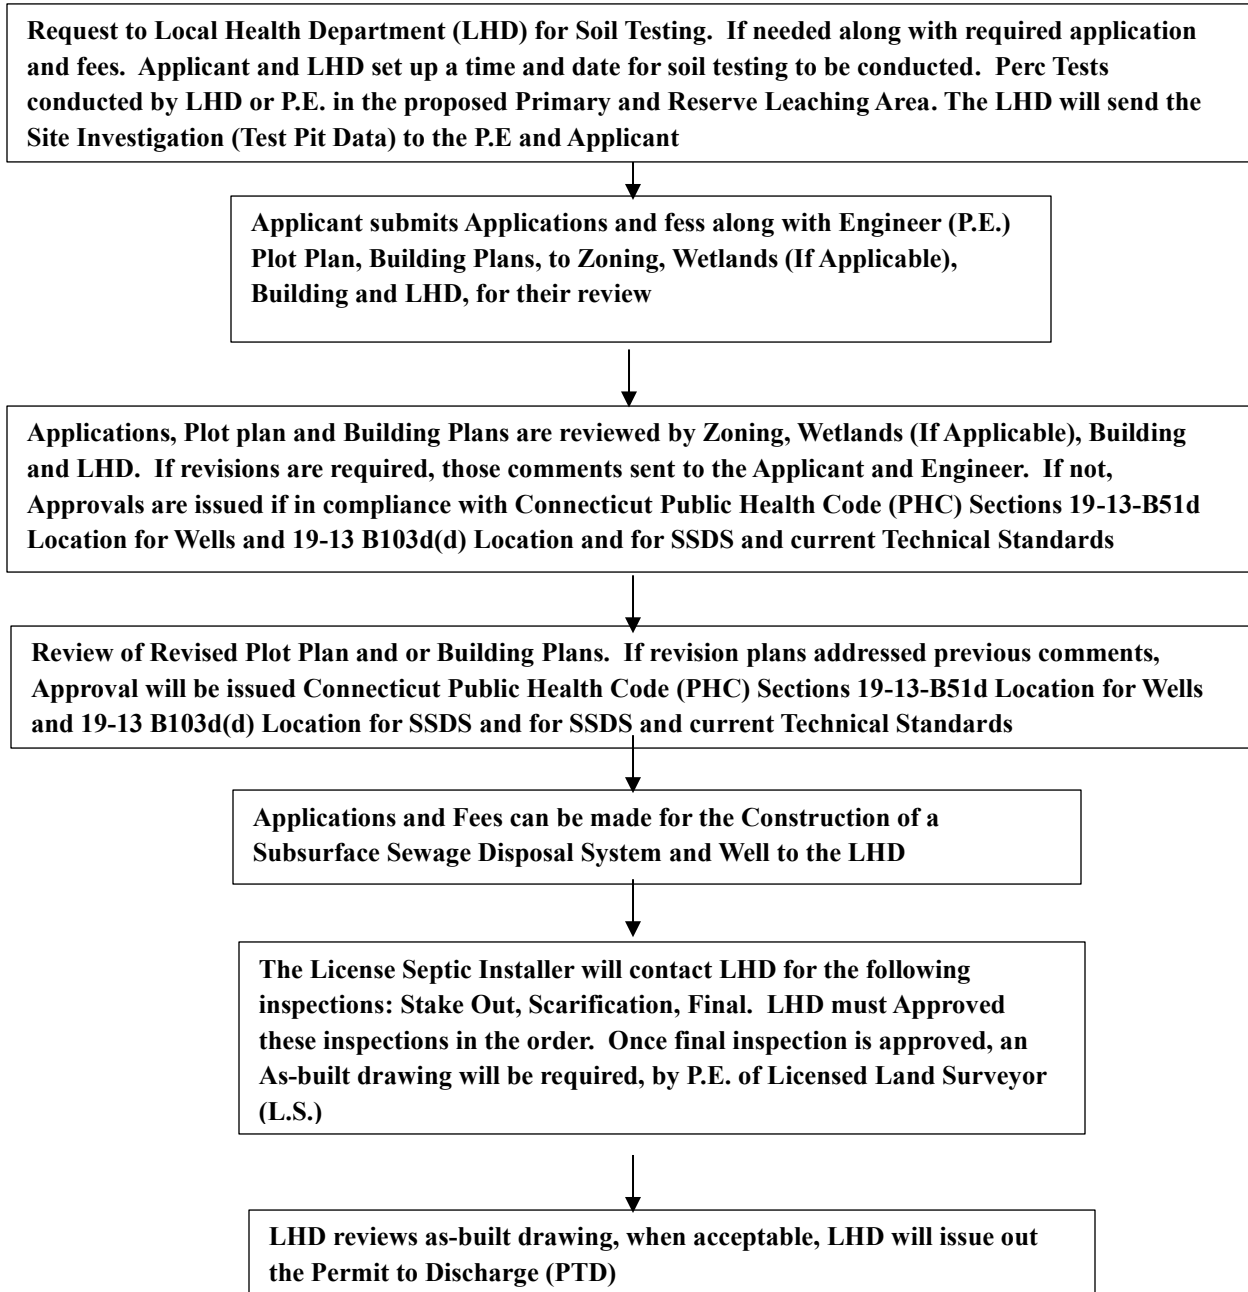 Request to Local Health Department (LHD) for Soil Testing.  If needed along with required application
and fees.  Applicant and LHD set up a time and date for soil testing to be conducted.  Perc Tests
conducted by LHD or P.E. in the proposed Primary and Reserve Leaching Area. The LHD will send the
Site Investigation (Test Pit Data) to the P.E and Applicant
Applicant submits Applications and fess along with Engineer (P.E.)
Plot Plan, Building Plans, to Zoning, Wetlands (If Applicable),
Building and LHD, for their review
Applications, Plot plan and Building Plans are reviewed by Zoning, Wetlands (If Applicable), Building
and LHD.  If revisions are required, those comments sent to the Applicant and Engineer.  If not,
Approvals are issued if in compliance with Connecticut Public Health Code (PHC) Sections 19-13-B51d
Location for Wells and 19-13 B103d(d) Location and for SSDS and current Technical Standards
Review of Revised Plot Plan and or Building Plans.  If revision plans addressed previous comments,
Approval will be issued Connecticut Public Health Code (PHC) Sections 19-13-B51d Location for Wells
and 19-13 B103d(d) Location for SSDS and for SSDS and current Technical Standards
Applications and Fees can be made for the Construction of a
Subsurface Sewage Disposal System and Well to the LHD
The License Septic Installer will contact LHD for the following
inspections: Stake Out, Scarification, Final.  LHD must Approved
these inspections in the order.  Once final inspection is approved, an
As-built drawing will be required, by P.E. of Licensed Land Surveyor
(L.S.)
LHD reviews as-built drawing, when acceptable, LHD will issue out
the Permit to Discharge (PTD)